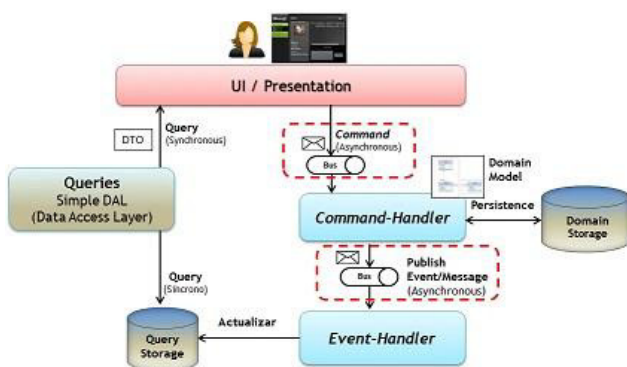 UI / Presentation
DTO
Query
(Synchronous)
Command
(Asynchronous)
Bus
Queries
Simple DAL
(Data Access Layer)
Domain
Model
Command-Handler
Persistence
Domain
Storage
Query
(Síncrono)
Bus
Publish
Event/Message
(Asynchronous)
Query
Storage
Actualizar
Event-Handler